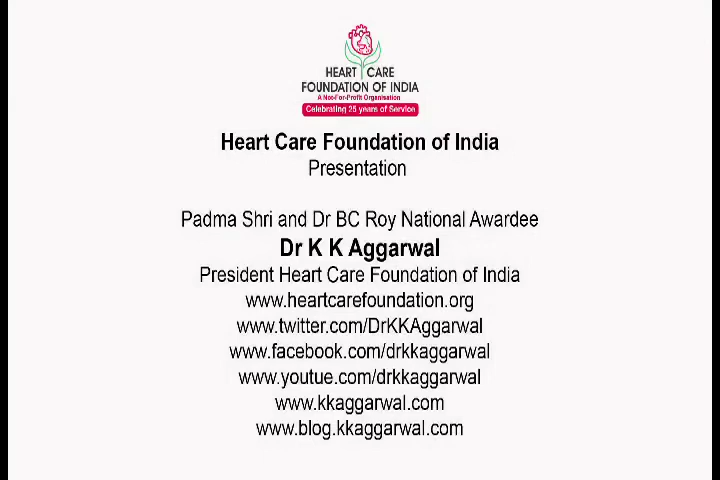 HEART CARE
FOUNDATION OF INDIA
A Not-For-Profit Organisation
Celebrating 25 years of Service
Heart Care Foundation of India
Presentation
Padma Shri and Dr BC Roy National Awardee
Dr K K Aggarwal
President Heart Care Foundation of India
www.heartcarefoundation.org
www.twitter.com/DrKKAggarwal
www.facebook.com/drkkaggarwal
www.youtue.com/drkkaggarwal
www.kkaggarwal.com
www.blog.kkaggarwal.com